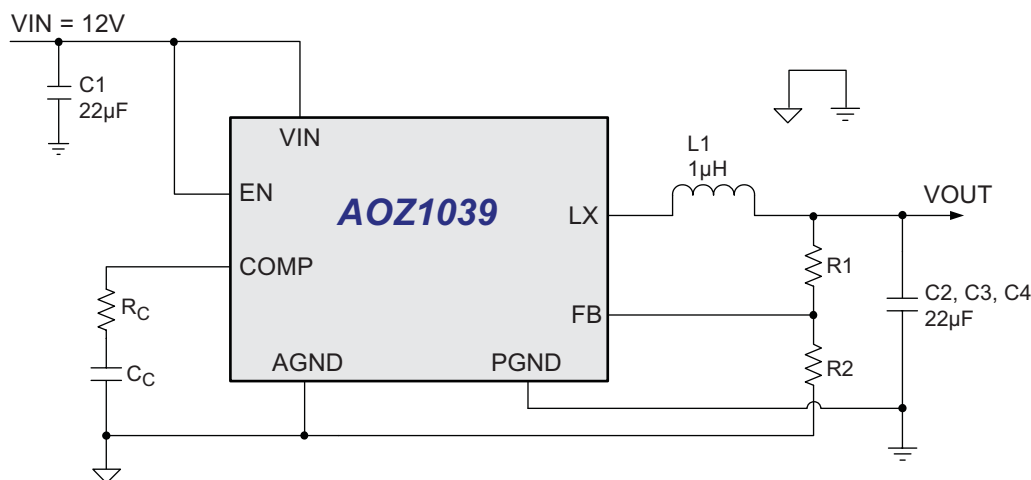 VIN = 12V
C1
22µF
VIN
EN
AOZ1039
LX
L1
1µH
VOUT
COMP
R1
RC
FB
C2, C3, C4
22µF
CC
AGND
PGND
R2